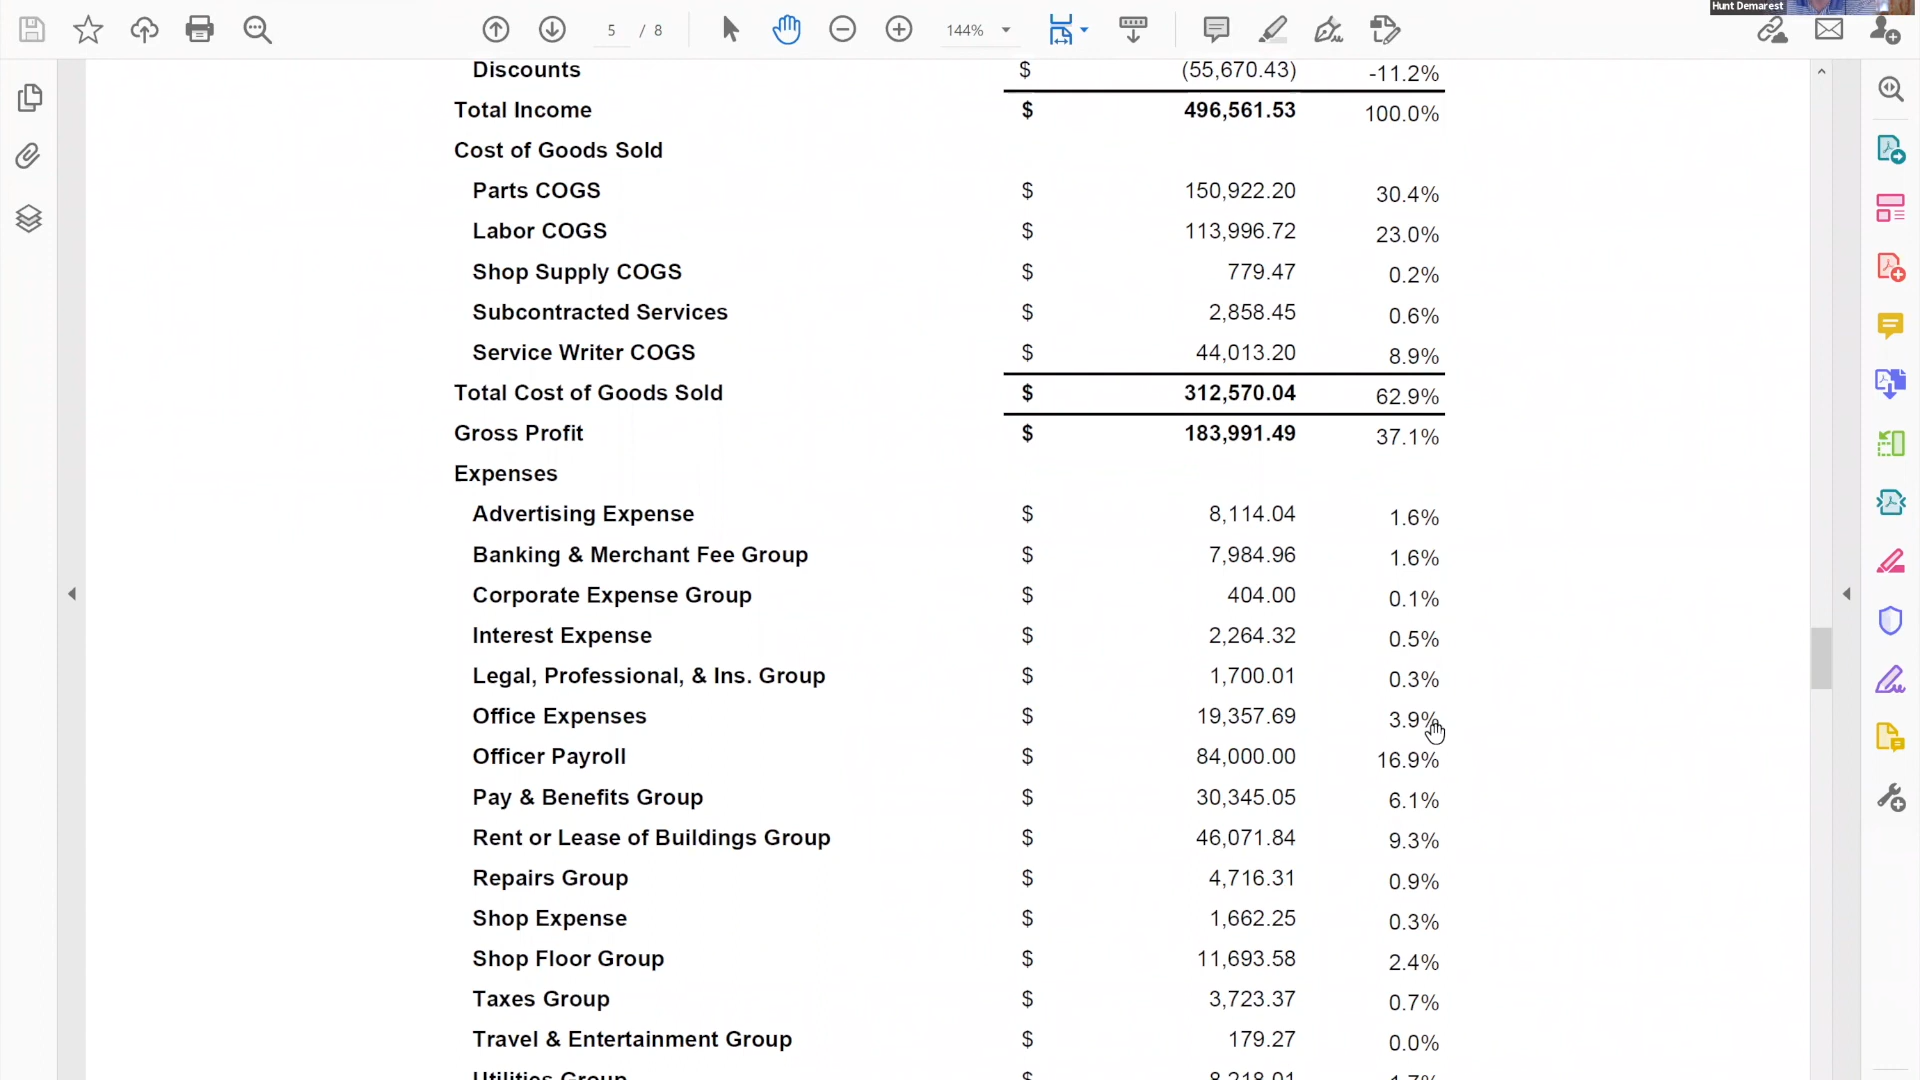 Hunt Demarest
5 / 8
144%
Discounts $ (55,670.43) -11.2%
Total Income $ 496,561.53 100.0%
Cost of Goods Sold
Parts COGS $ 150,922.20 30.4%
Labor COGS $ 113,996.72 23.0%
Shop Supply COGS $ 779.47 0.2%
Subcontracted Services $ 2,858.45 0.6%
Service Writer COGS $ 44,013.20 8.9%
Total Cost of Goods Sold $ 312,570.04 62.9%
Gross Profit $ 183,991.49 37.1%
Expenses
Advertising Expense $ 8,114.04 1.6%
Banking & Merchant Fee Group $ 7,984.96 1.6%
Corporate Expense Group $ 404.00 0.1%
Interest Expense $ 2,264.32 0.5%
Legal, Professional, & Ins. Group $ 1,700.01 0.3%
Office Expenses $ 19,357.69 3.9%
Officer Payroll $ 84,000.00 16.9%
Pay & Benefits Group $ 30,345.05 6.1%
Rent or Lease of Buildings Group $ 46,071.84 9.3%
Repairs Group $ 4,716.31 0.9%
Shop Expense $ 1,662.25 0.3%
Shop Floor Group $ 11,693.58 2.4%
Taxes Group $ 3,723.37 0.7%
Travel & Entertainment Group $ 179.27 0.0%
Utilities Group 8,218.01 1.7%